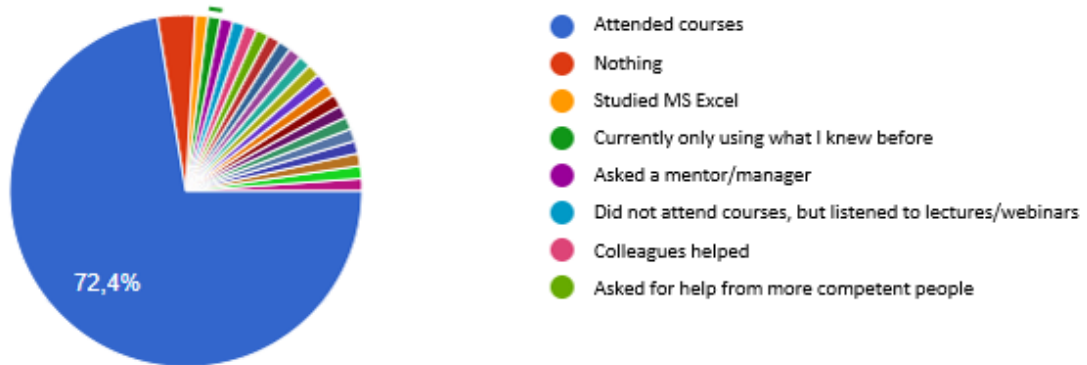 72,4%
Attended courses
Nothing
Studied MS Excel
Currently only using what I knew before
Asked a mentor/manager
Did not attend courses, but listened to lectures/webinars
Colleagues helped
Asked for help from more competent people